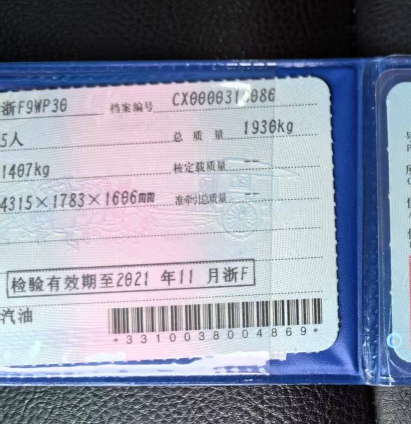 浙F9WP30 档案编号
5人 总质量 1930kg
1407kg 核定载质量 --
4315×1783×1606mm 准牵引总质量 --
检验有效期至2021 年11 月浙F
汽油
*3310038004869*